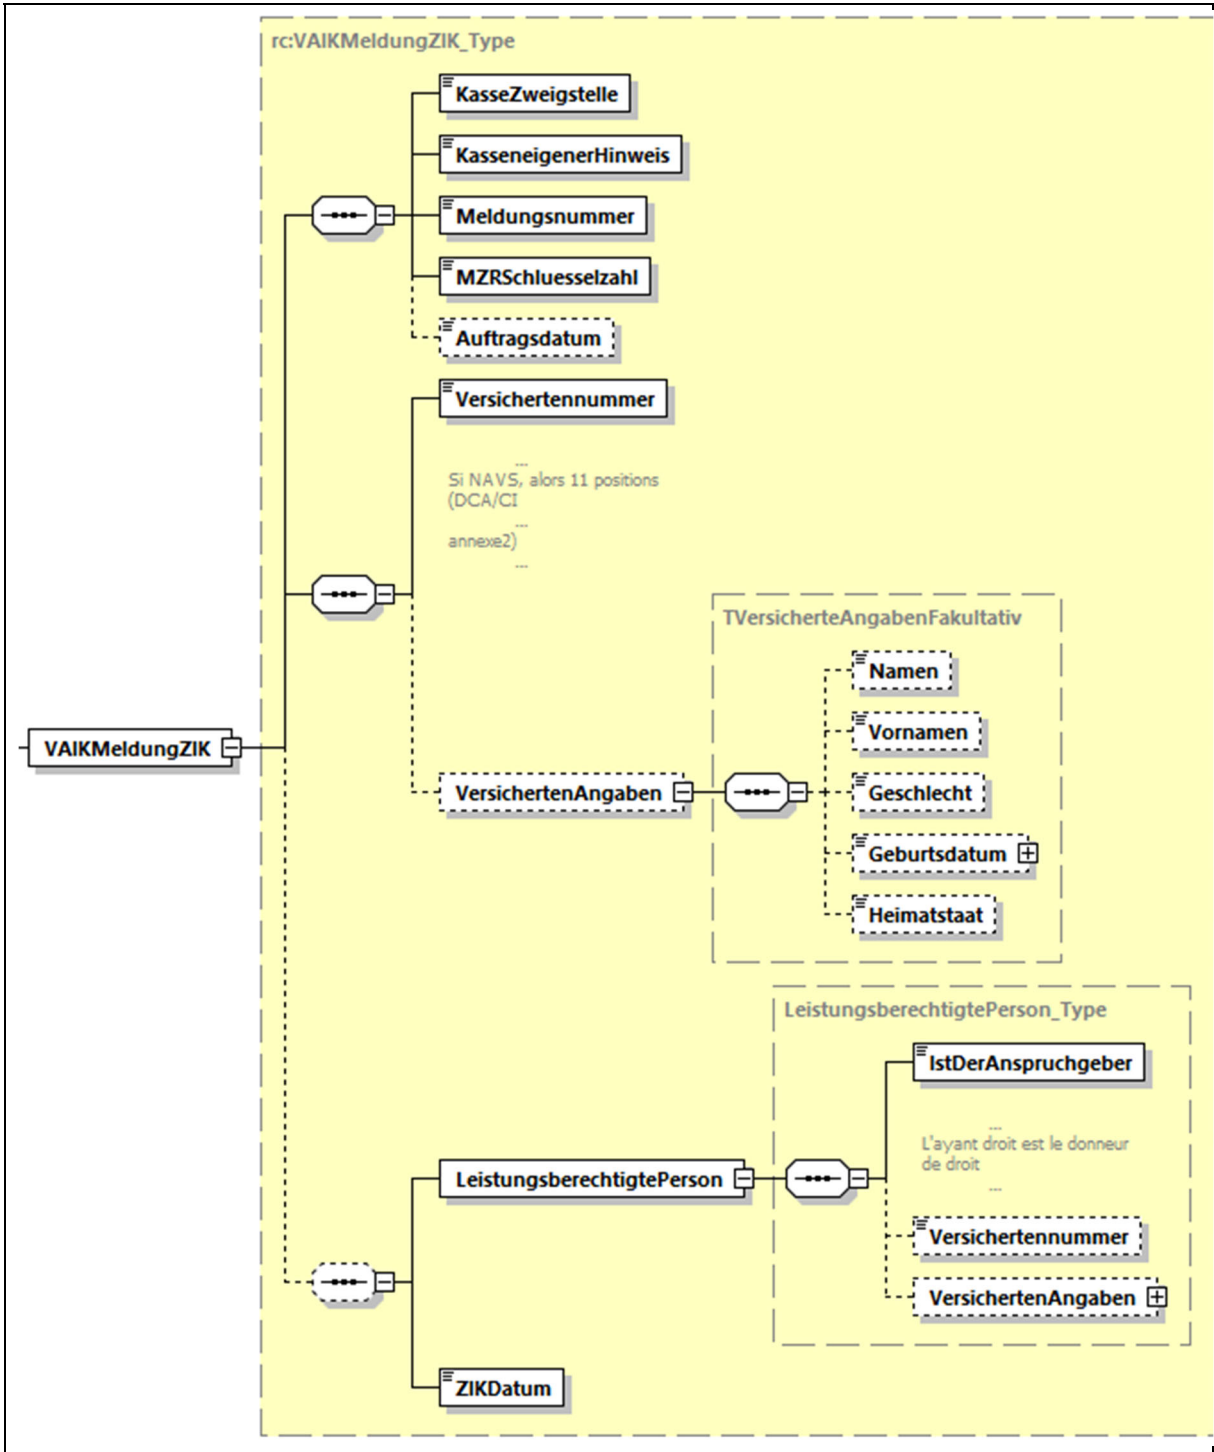 rc:VAIKMeldungZIK_Type
KasseZweigstelle
KasseneigenerHinweis
Meldungsnummer
MZRSchluesselzahl
Auftragsdatum
Versichertennummer
...
Si NAVS, alors 11 positions
(DCA/CI
...
annexe2)
...
TVersicherteAngabenFakultativ
Namen
Vornamen
VAIKMeldungZIK
VersichertenAngaben
Geschlecht
Geburtsdatum
Heimatstaat
LeistungsberechtigtePerson_Type
IstDerAnspruchgeber
...
L'ayant droit est le donneur
de droit
...
LeistungsberechtigtePerson
Versichertennummer
VersichertenAngaben
ZIKDatum